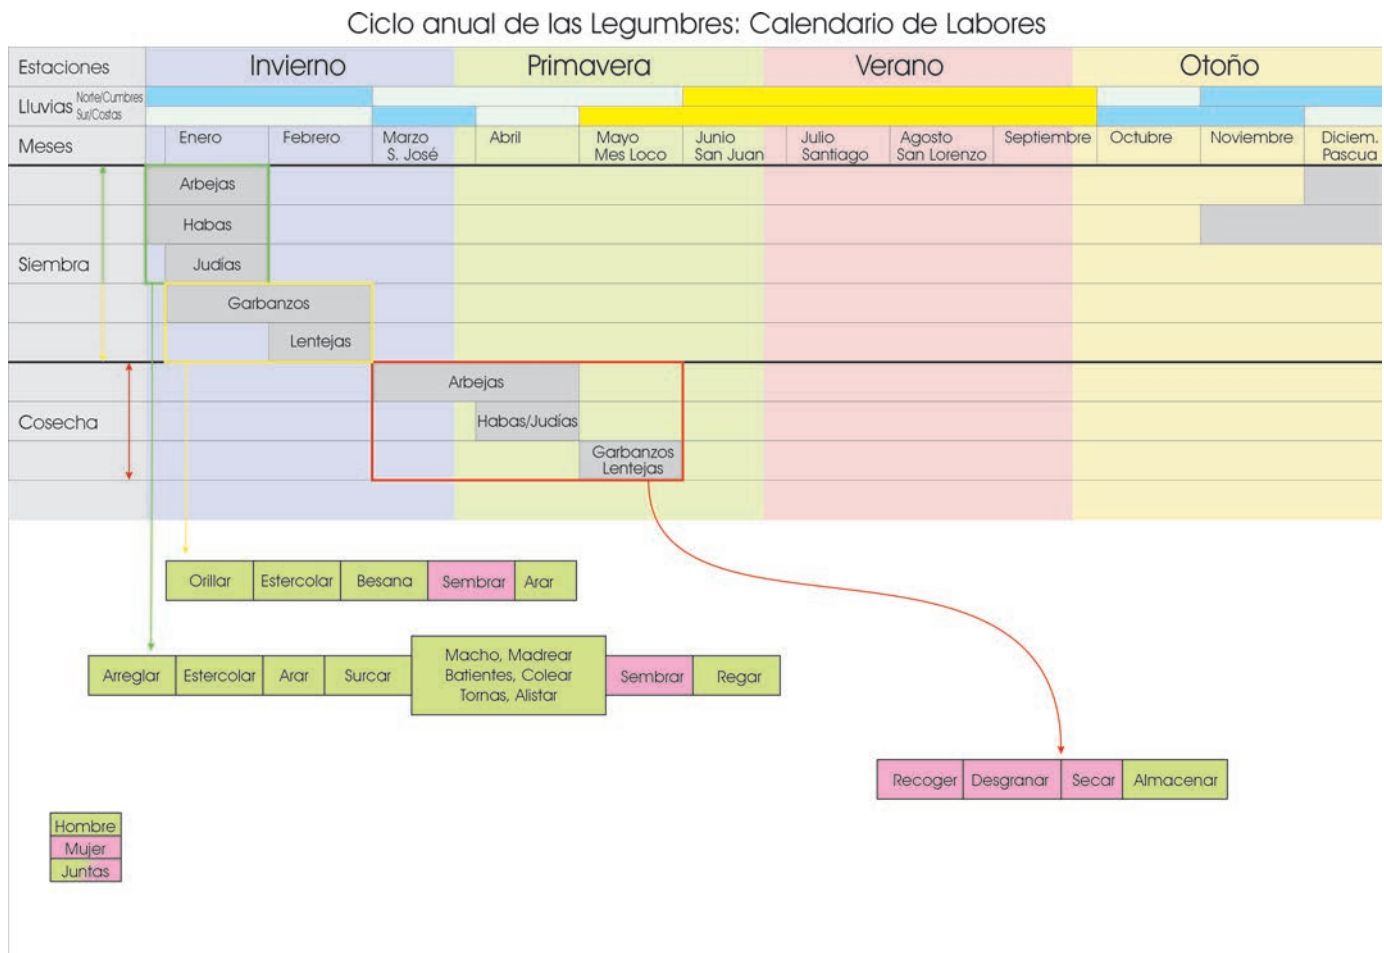 Ciclo anual de las Legumbres: Calendario de Labores
Estaciones Invierno Primavera Verano Otoño
Lluvias Norte/Cumbres
Sur/Costas
Meses Enero Febrero Marzo Abril Mayo Junio Julio Agosto Septiembre Octubre Noviembre Diciem.
S. José Mes Loco San Juan Santiago San Lorenzo Pascua
Arbejas
Habas
Siembra Judías
Garbanzos
Lentejas
Arbejas
Cosecha Habas/Judías
Garbanzos
Lentejas
Orillar Estercolar Besana Sembrar Arar
Arreglar Estercolar Arar Surcar
Macho, Madrear
Batientes, Colear
Tornas, Alistar
Sembrar Regar
Recoger Desgranar Secar Almacenar
Hombre
Mujer
Juntas